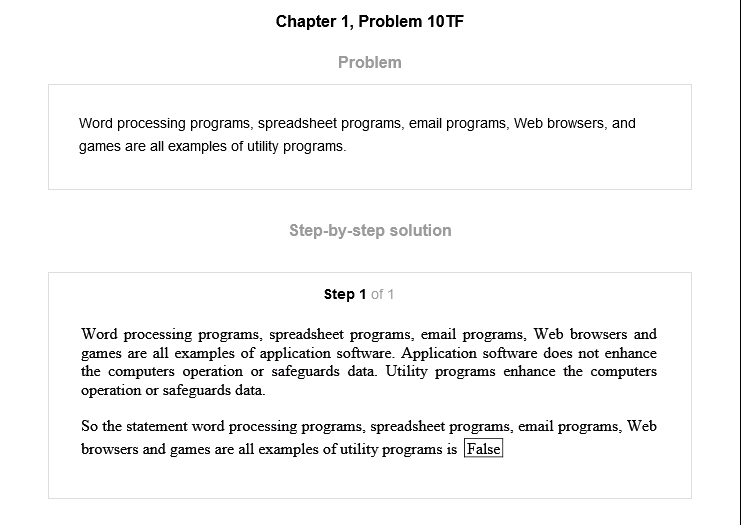 Chapter 1, Problem 10TF
Problem
Word processing programs, spreadsheet programs, email programs, Web browsers, and
games are all examples of utility programs.
Step-by-step solution
Step 1 of 1
Word processing programs, spreadsheet programs, email programs, Web browsers and
games are all examples of application software. Application software does not enhance
the computers operation or safeguards data. Utility programs enhance the computers
operation or safeguards data.
So the statement word processing programs, spreadsheet programs, email programs, Web
browsers and games are all examples of utility programs is False